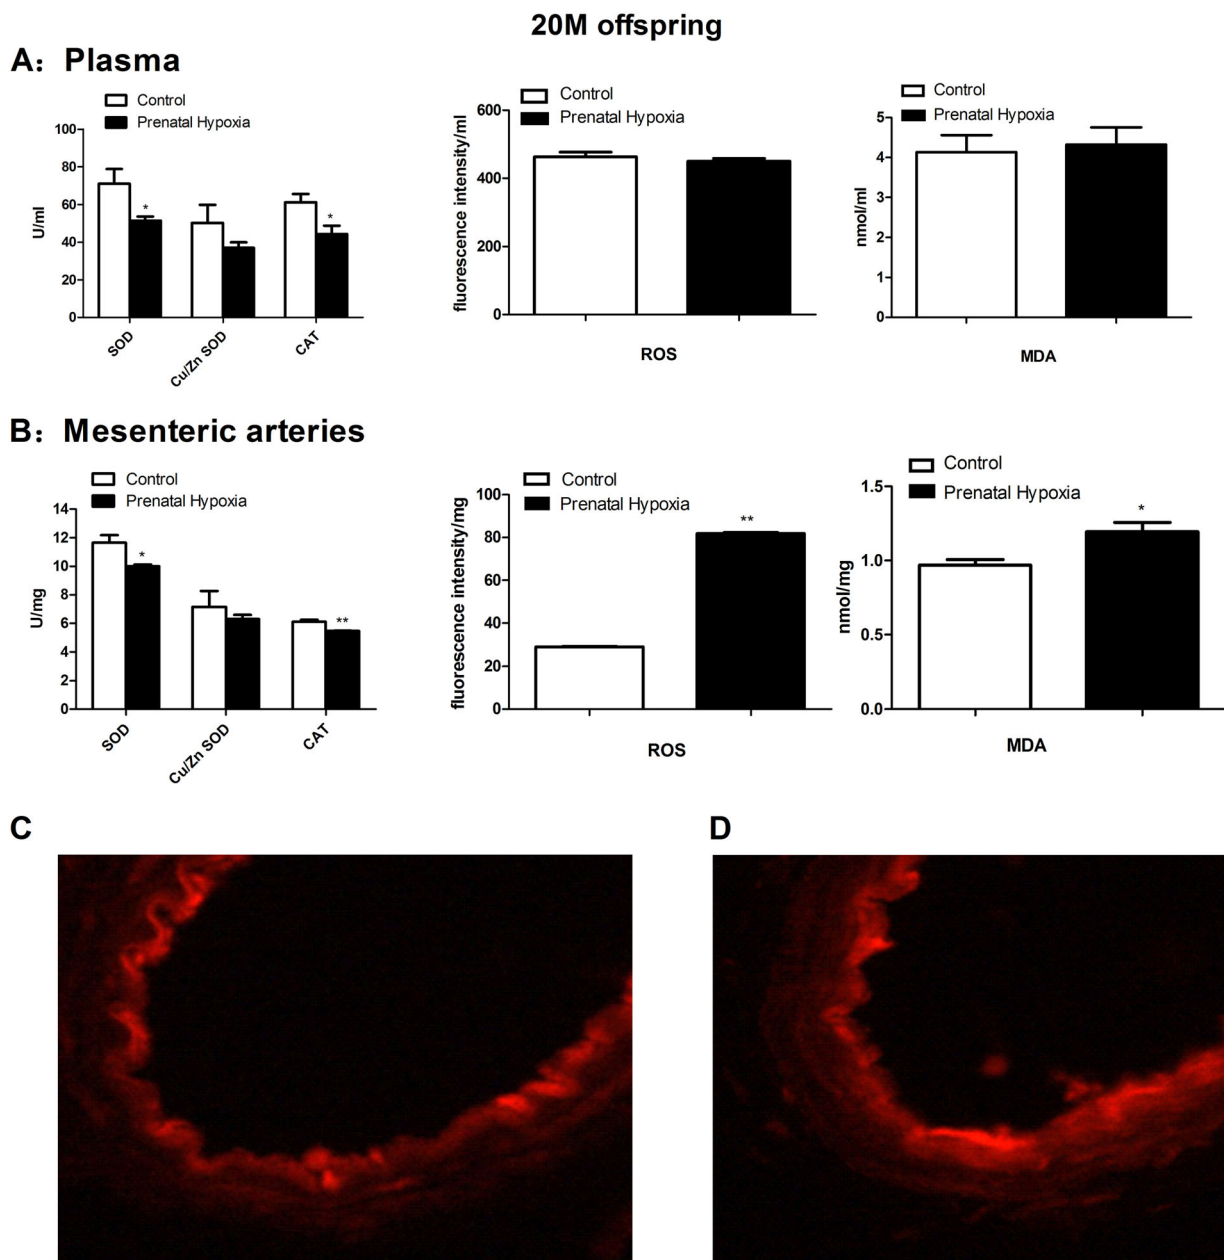 20M offspring
A: Plasma
Control
Prenatal Hypoxia
100
80
60
40
20
0
U/ml
*
*
SOD
Cu/Zn SOD
CAT
Control
Prenatal Hypoxia
600
400
200
0
fluorescence intensity/ml
ROS
Control
Prenatal Hypoxia
5
4
3
2
1
0
nmol/ml
MDA
B: Mesenteric arteries
Control
Prenatal Hypoxia
14
12
10
8
6
4
2
0
U/mg
*
**
SOD
Cu/Zn SOD
CAT
Control
Prenatal Hypoxia
100
80
60
40
20
0
fluorescence intensity/mg
**
ROS
Control
Prenatal Hypoxia
1.5
1.0
0.5
0.0
nmol/mg
*
MDA
C
D